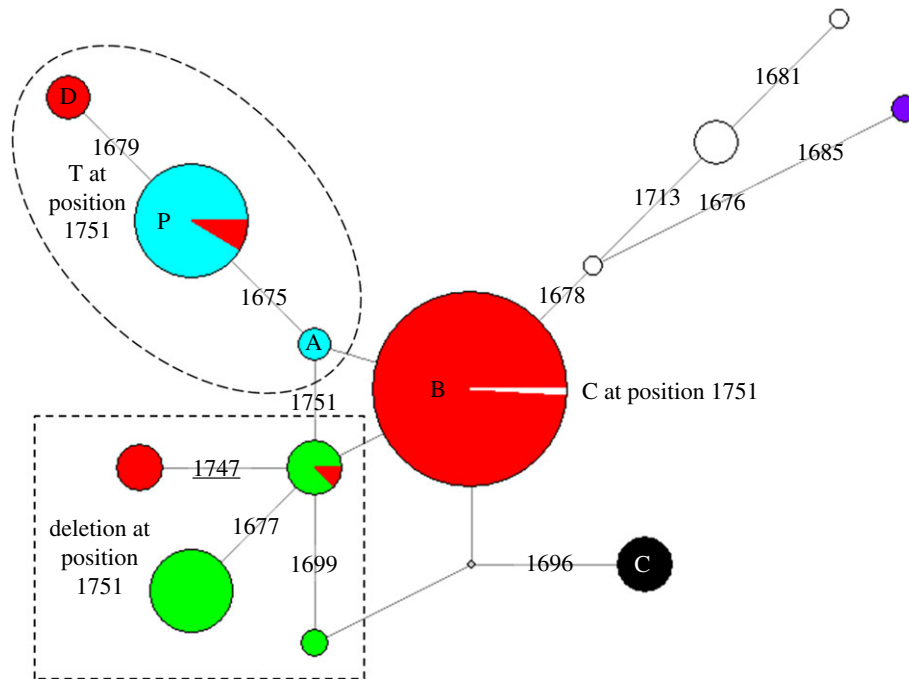 1681
D
1679
T at
position
1751
P
1685
1713
1676
1675
1678
A
B
C at position 1751
1751
1747
1677
deletion at
position
1751
1699
1696
C